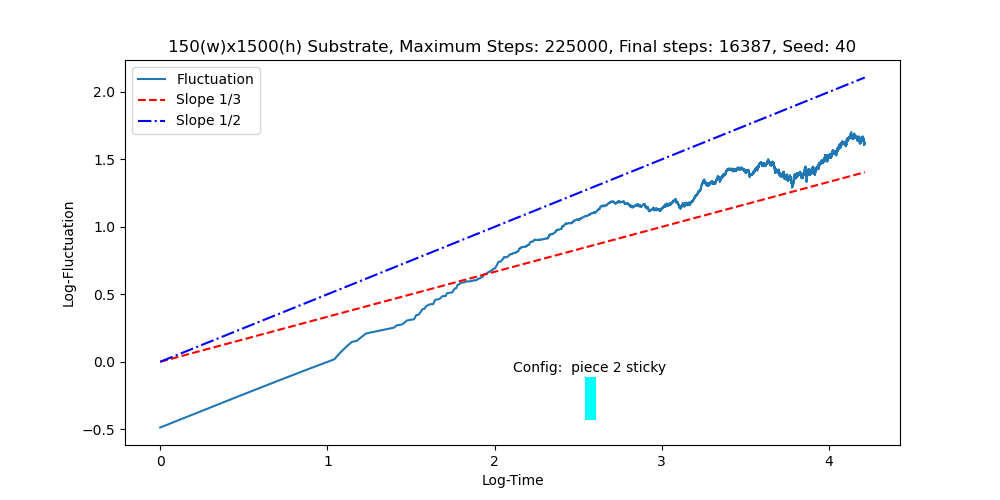 150(w)x1500(h) Substrate, Maximum Steps: 225000, Final steps: 16387, Seed: 40
Fluctuation
Slope 1/3
Slope 1/2
Log-Fluctuation
2.0
1.5
1.0
0.5
0.0
−0.5
Config:  piece 2 sticky
0 1 2 3 4
Log-Time